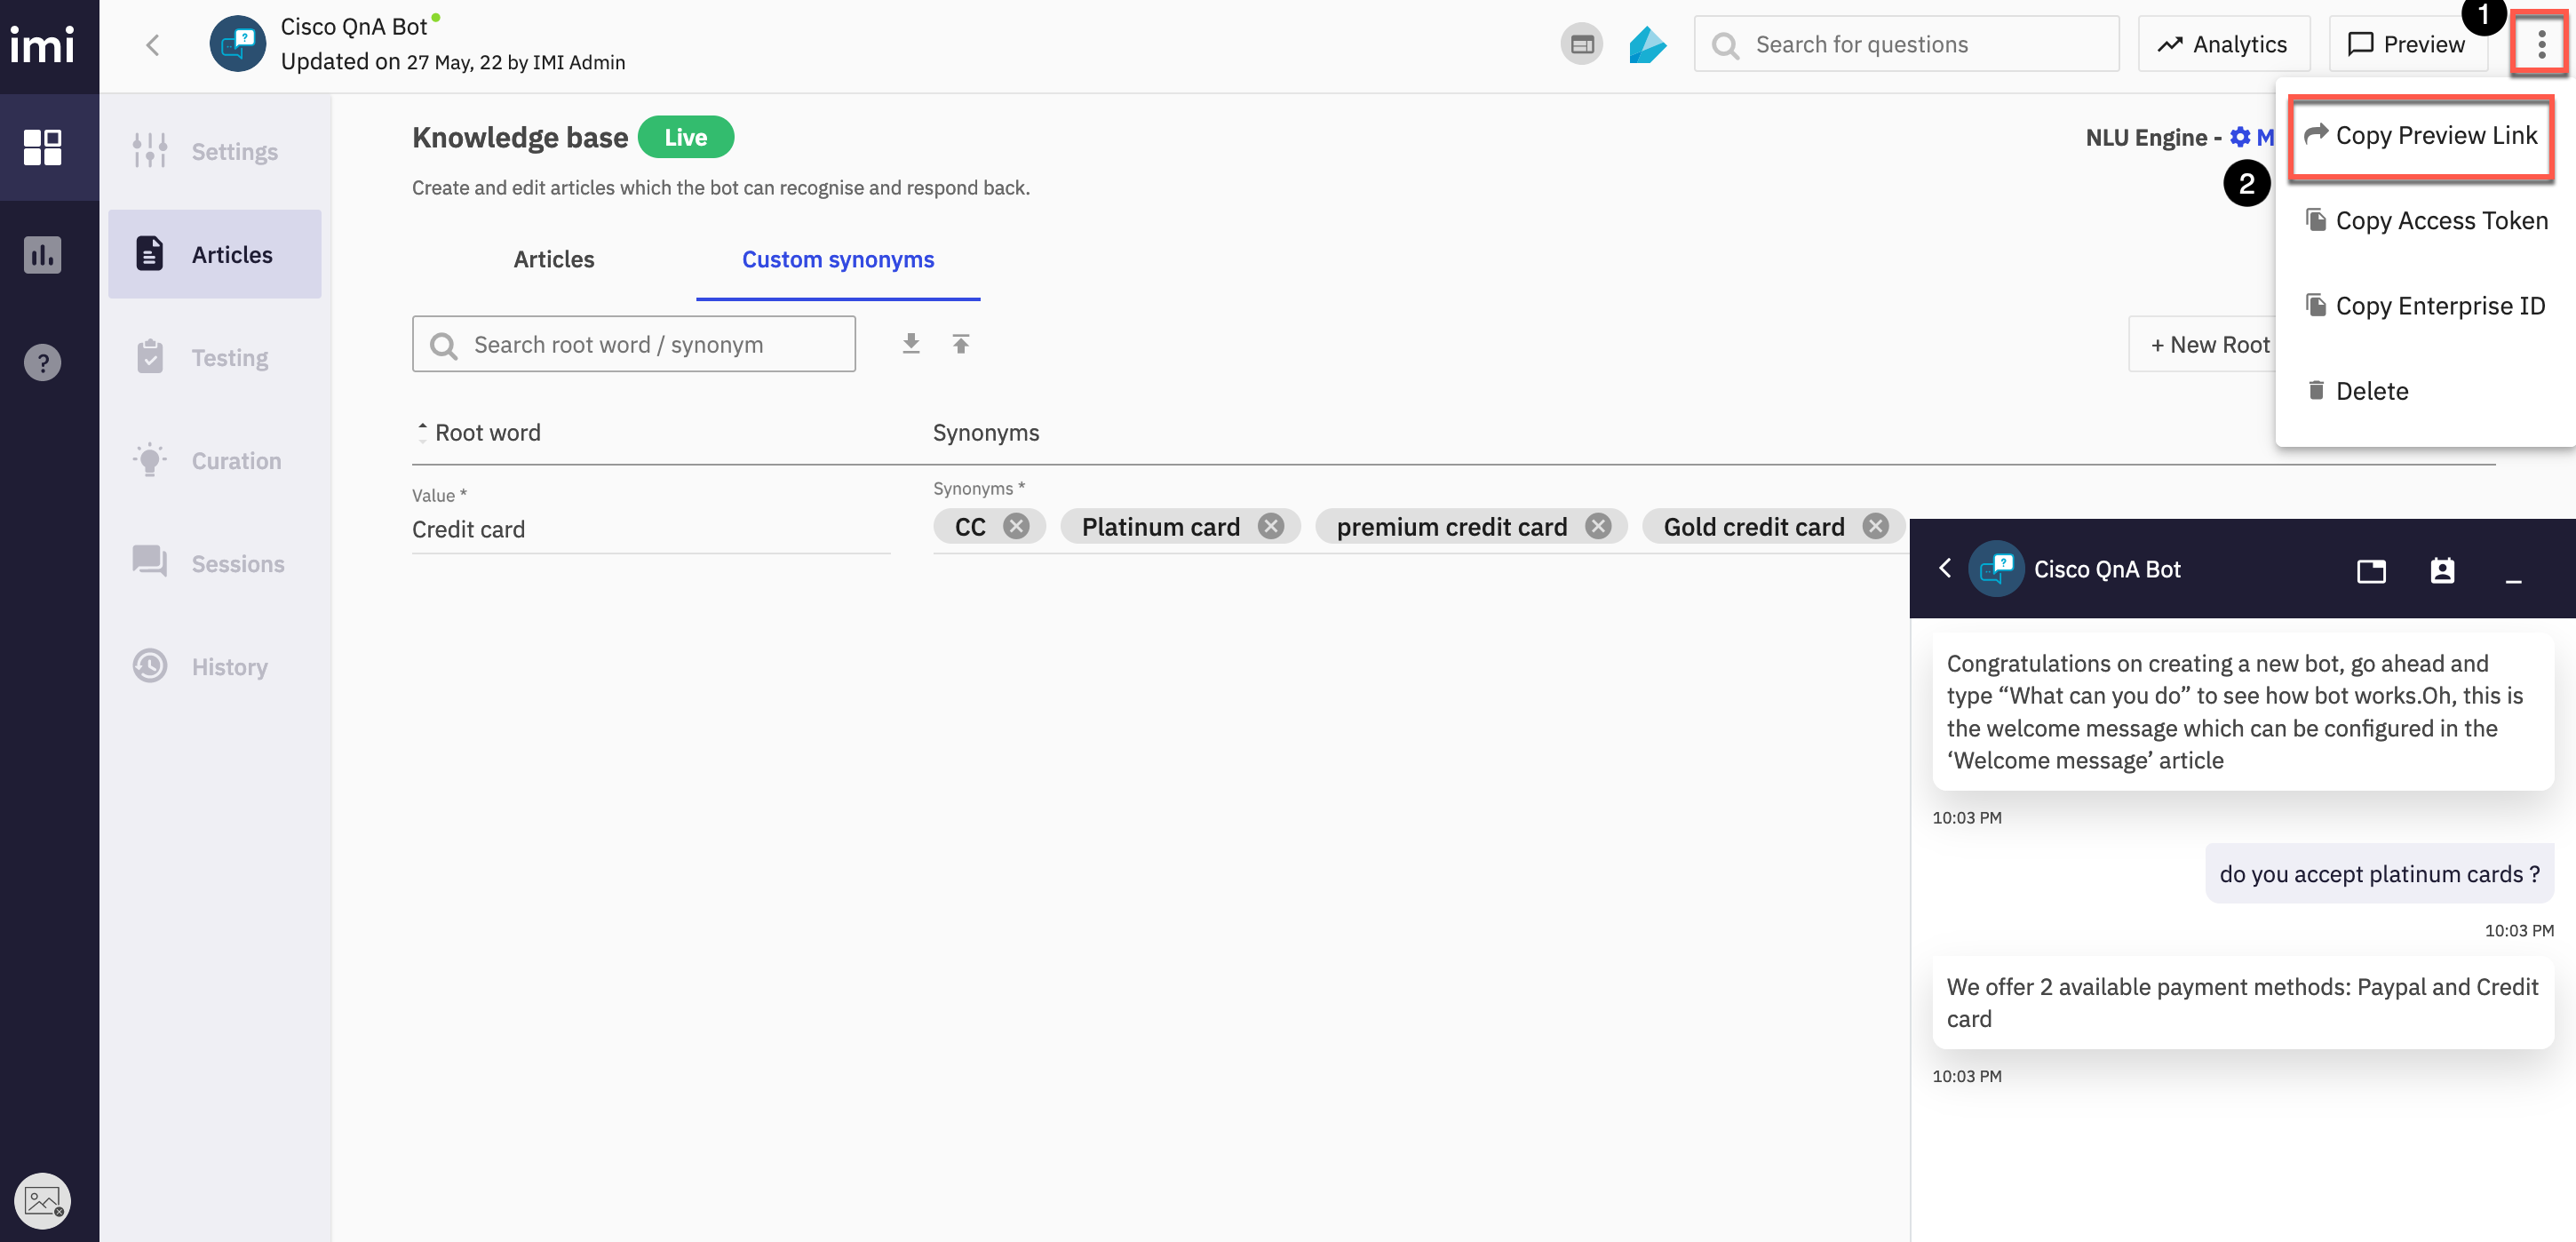 imi
Cisco QnA Bot
Updated on 27 May, 22 by IMI Admin
Search for questions
Analytics
Preview
1
Settings
Articles
Testing
Curation
Sessions
History
Knowledge base
Live
NLU Engine - M
2
Create and edit articles which the bot can recognise and respond back.
Articles
Custom synonyms
Search root word / synonym
+ New Root
Copy Preview Link
Copy Access Token
Copy Enterprise ID
Delete
Root word
Synonyms
Value *
Credit card
Synonyms *
CC
Platinum card
premium credit card
Gold credit card
Cisco QnA Bot
Congratulations on creating a new bot, go ahead and
type “What can you do” to see how bot works.Oh, this is
the welcome message which can be configured in the
‘Welcome message’ article
10:03 PM
do you accept platinum cards ?
10:03 PM
We offer 2 available payment methods: Paypal and Credit
card
10:03 PM